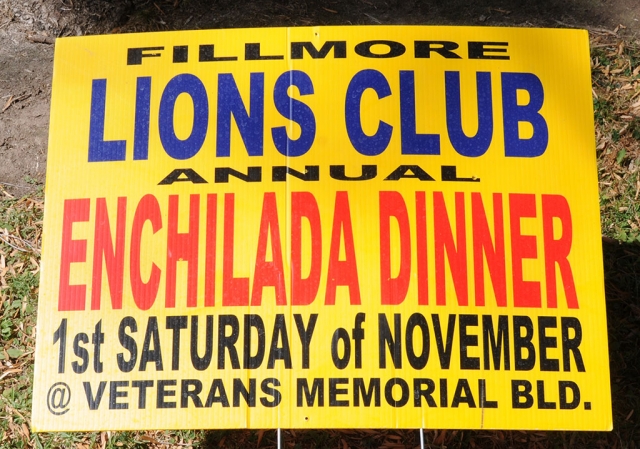 FILLMORE
LIONS CLUB
ANNUAL
ENCHILADA DINNER
1st SATURDAY of NOVEMBER
@ VETERANS MEMORIAL BLD.